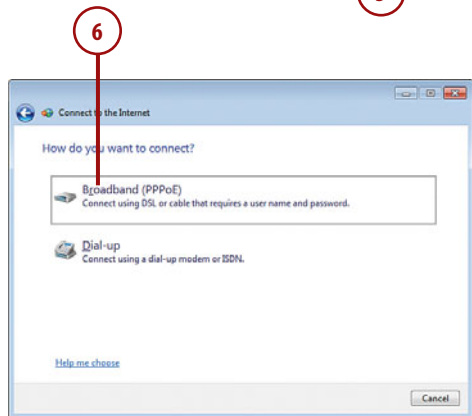 6
Connect to the Internet
How do you want to connect?
Broadband (PPPoE)
Connect using DSL or cable that requires a user name and password.
Dial-up
Connect using a dial-up modem or ISDN.
Help me choose
Cancel